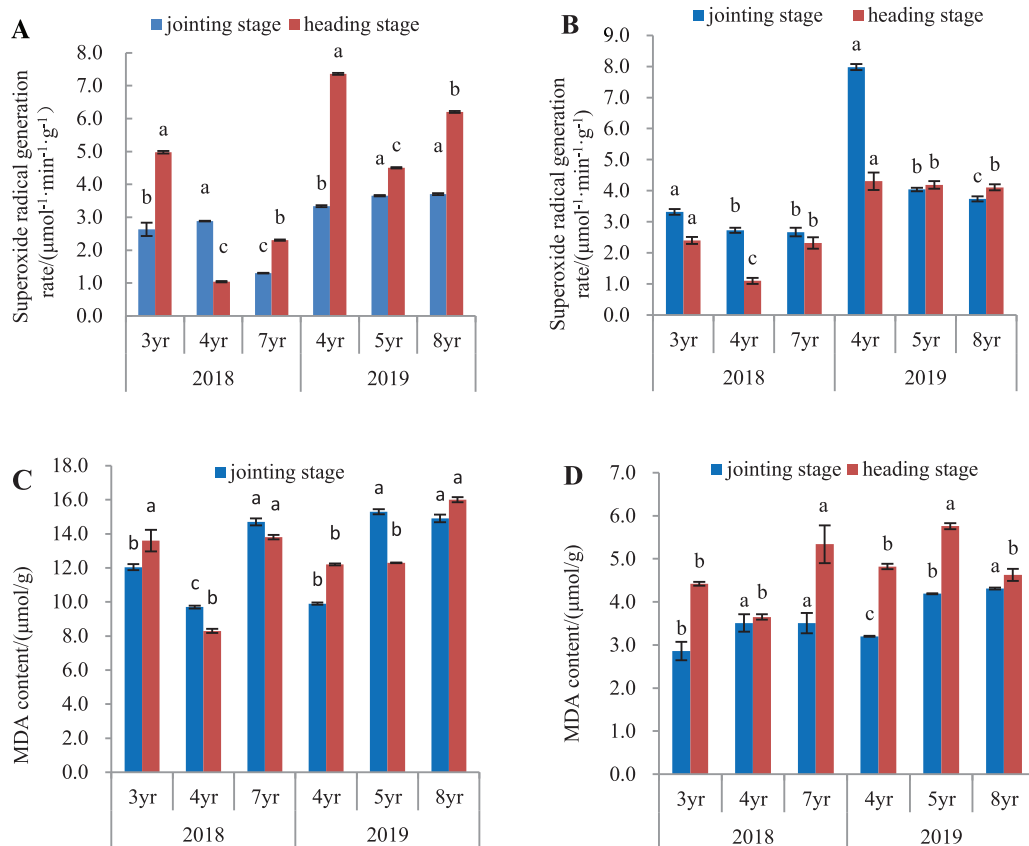 A
jointing stage heading stage
Superoxide radical generation
rate/(μmol⁻¹·min⁻¹·g⁻¹)
8.0
7.0
6.0
5.0
4.0
3.0
2.0
1.0
0.0
b a a c c b b a a c a b
3yr 4yr 7yr 4yr 5yr 8yr
2018 2019
B
jointing stage heading stage
Superoxide radical generation
rate/(μmol⁻¹·min⁻¹·g⁻¹)
9.0
8.0
7.0
6.0
5.0
4.0
3.0
2.0
1.0
0.0
a a b c b b a a b b c b
3yr 4yr 7yr 4yr 5yr 8yr
2018 2019
C
jointing stage
MDA content/(μmol/g)
18.0
16.0
14.0
12.0
10.0
8.0
6.0
4.0
2.0
0.0
b a c b a a b b a b a a
3yr 4yr 7yr 4yr 5yr 8yr
2018 2019
D
jointing stage heading stage
MDA content/(μmol/g)
7.0
6.0
5.0
4.0
3.0
2.0
1.0
0.0
b b a b a a c b b a a b
3yr 4yr 7yr 4yr 5yr 8yr
2018 2019